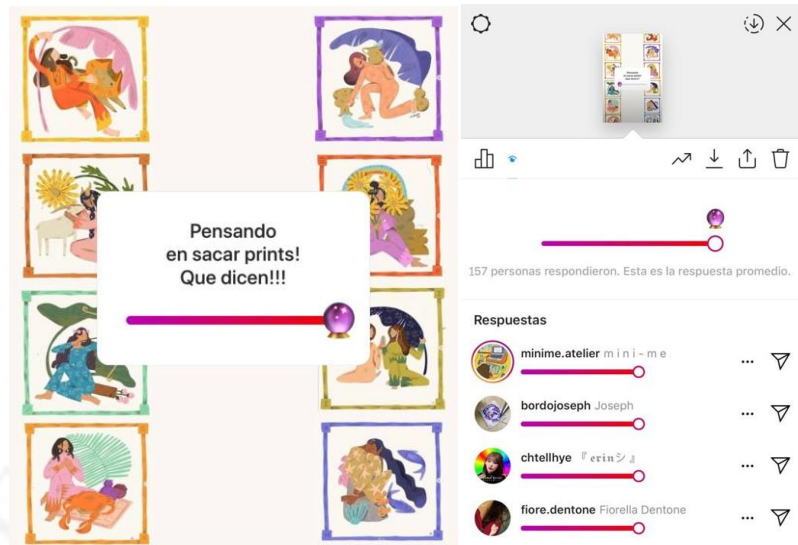 Pensando
en sacar prints!
Que dicen!!!
157 personas respondieron. Esta es la respuesta promedio.
Respuestas
minime.atelier m i n i - m e
bordojoseph Joseph
chtellhye 『 𝖊𝖗𝖎𝖓シ 』
fiore.dentone Fiorella Dentone